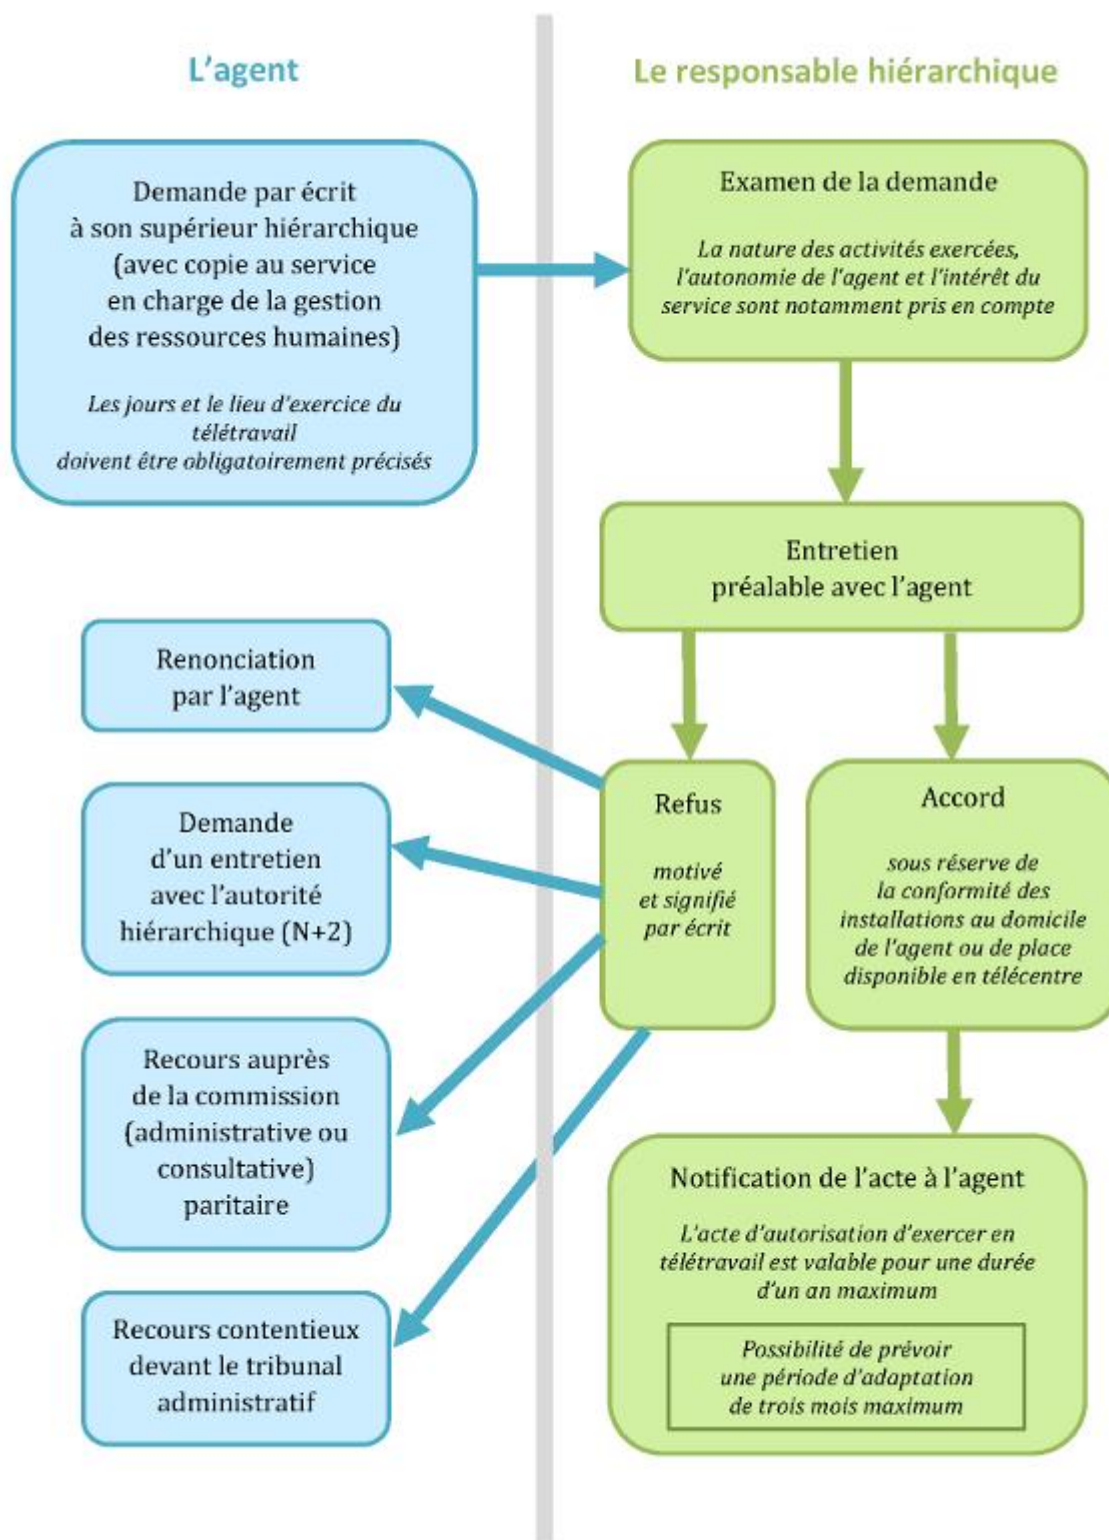 L'agent
Le responsable hiérarchique
Demande par écrit
à son supérieur hiérarchique
(avec copie au service
en charge de la gestion
des ressources humaines)
Les jours et le lieu d'exercice du
télétravail
doivent être obligatoirement précisés
Examen de la demande
La nature des activités exercées,
l'autonomie de l'agent et l'intérêt du
service sont notamment pris en compte
Entretien
préalable avec l'agent
Renonciation
par l'agent
Demande
d'un entretien
avec l'autorité
hiérarchique (N+2)
Recours auprès
de la commission
(administrative ou
consultative)
paritaire
Recours contentieux
devant le tribunal
administratif
Refus
motivé
et signifié
par écrit
Accord
sous réserve de
la conformité des
installations au domicile
de l'agent ou de place
disponible en télécentre
Notification de l'acte à l'agent
L'acte d'autorisation d'exercer en
télétravail est valable pour une durée
d'un an maximum
Possibilité de prévoir
une période d'adaptation
de trois mois maximum